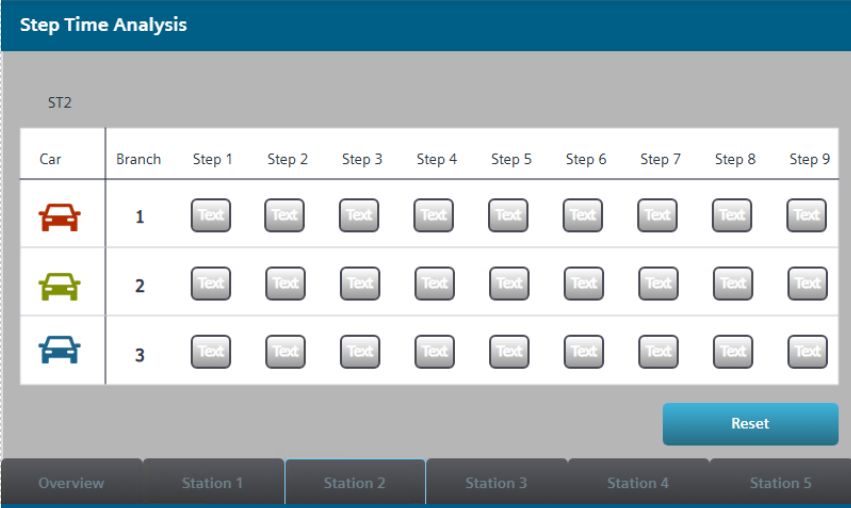 Step Time Analysis
ST2
Car Branch Step 1 Step 2 Step 3 Step 4 Step 5 Step 6 Step 7 Step 8 Step 9
1 Text Text Text Text Text Text Text Text Text
2 Text Text Text Text Text Text Text Text Text
3 Text Text Text Text Text Text Text Text Text
Reset
Overview Station 1 Station 2 Station 3 Station 4 Station 5